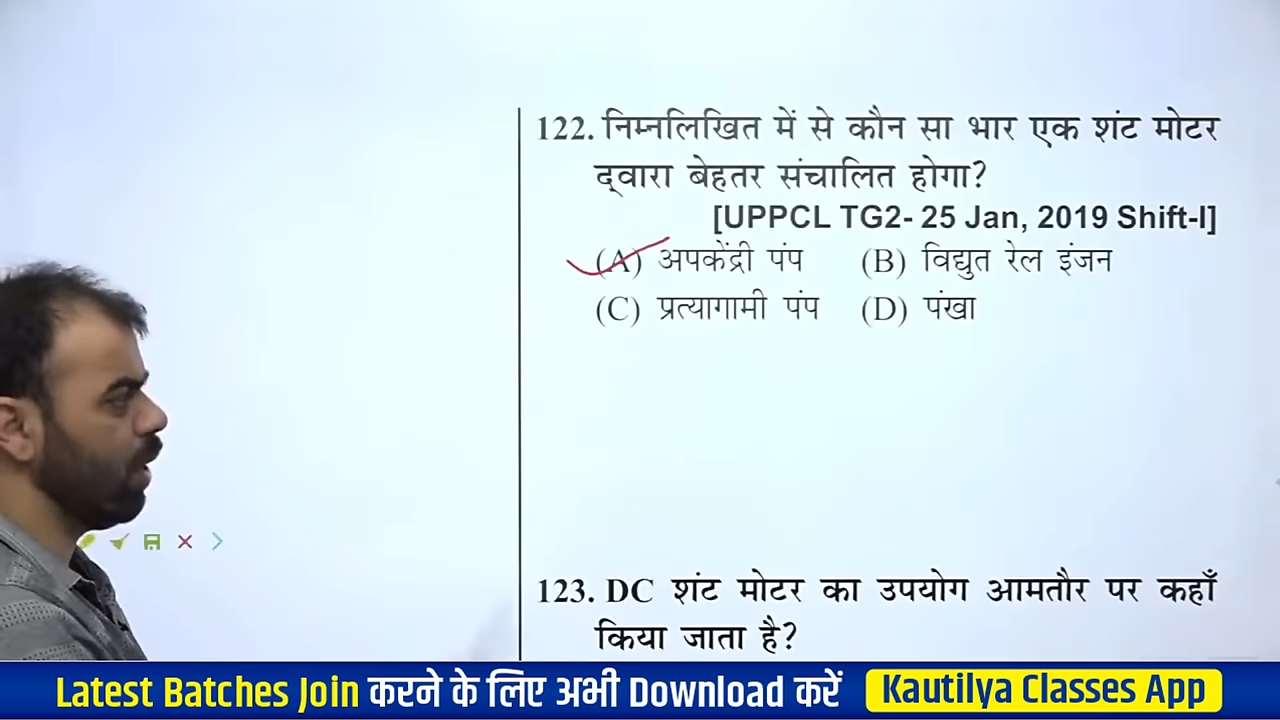 122. निम्नलिखित में से कौन सा भार एक शंट मोटर
द्वारा बेहतर संचालित होगा?
[UPPCL TG2- 25 Jan, 2019 Shift-I]
(A) अपकेंद्री पंप (B) विद्युत रेल इंजन
(C) प्रत्यागामी पंप (D) पंखा
123. DC शंट मोटर का उपयोग आमतौर पर कहाँ
किया जाता है?
Latest Batches Join करने के लिए अभी Download करें Kautilya Classes App